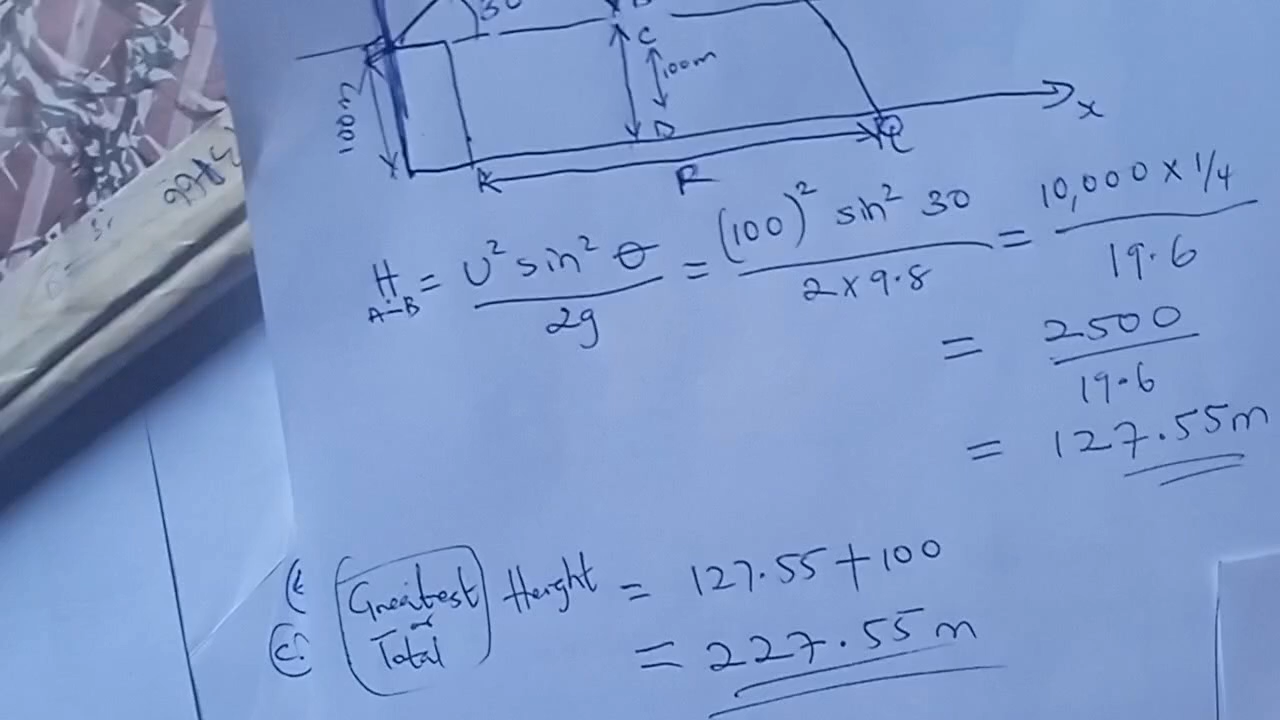 30
B
C
100m
100m
D
Q
x
R
H A-B = U² sin² θ / 2g = (100)² sin² 30 / 2×9.8 = 10,000 × 1/4 / 19.6
= 2500 / 19.6
= 127.55m
Greatest or Total Height = 127.55 + 100
= 227.55m